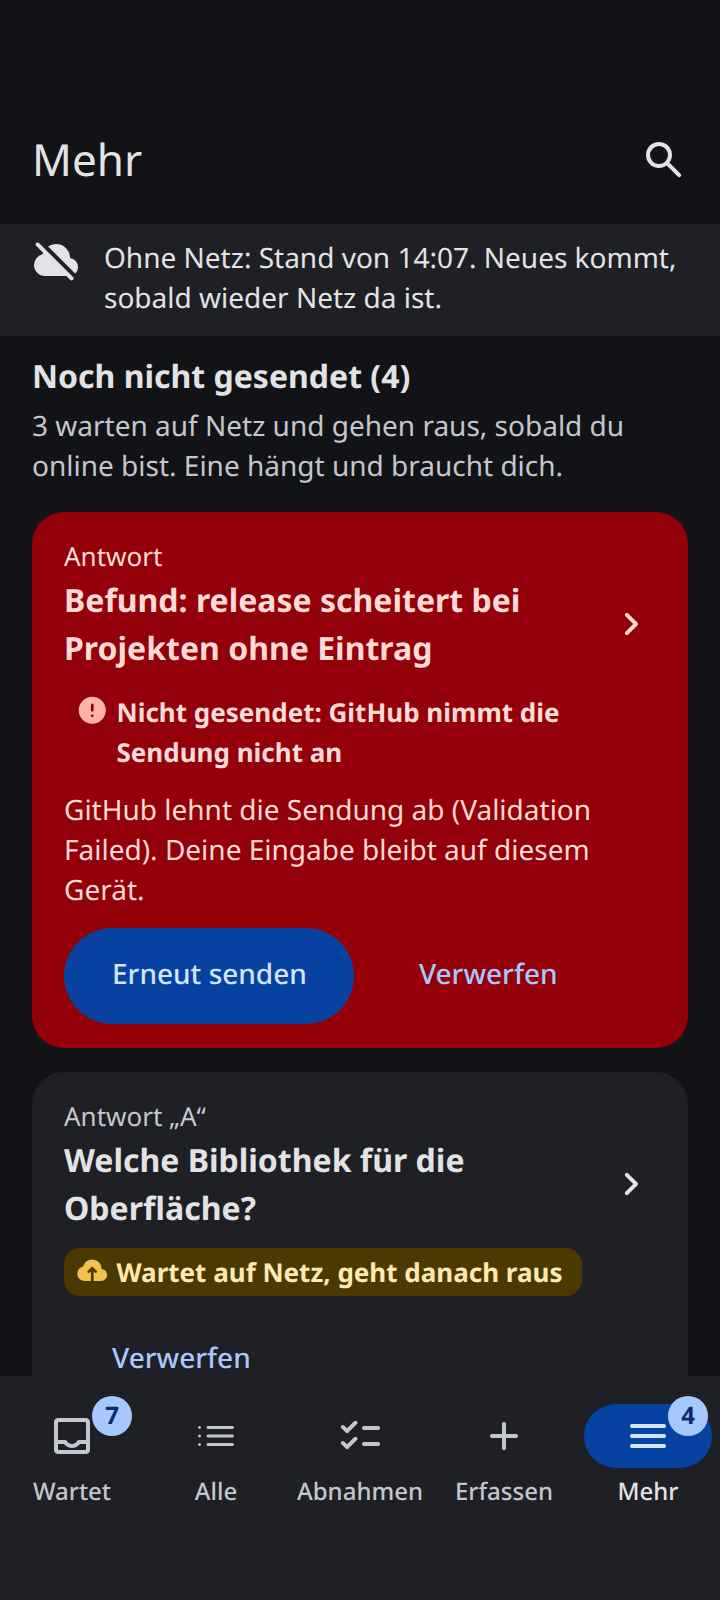 Mehr
Ohne Netz: Stand von 14:07. Neues kommt,
sobald wieder Netz da ist.
Noch nicht gesendet (4)
3 warten auf Netz und gehen raus, sobald du
online bist. Eine hängt und braucht dich.
Antwort
Befund: release scheitert bei
Projekten ohne Eintrag
Nicht gesendet: GitHub nimmt die
Sendung nicht an
GitHub lehnt die Sendung ab (Validation
Failed). Deine Eingabe bleibt auf diesem
Gerät.
Erneut senden
Verwerfen
Antwort „A“
Welche Bibliothek für die
Oberfläche?
Wartet auf Netz, geht danach raus
Verwerfen
7
4
Wartet
Alle
Abnahmen
Erfassen
Mehr